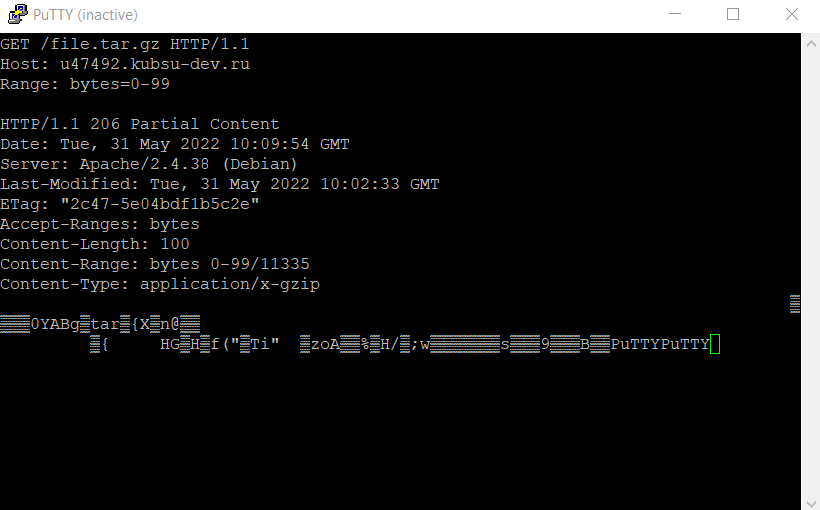 PuTTY (inactive)
GET /file.tar.gz HTTP/1.1
Host: u47492.kubsu-dev.ru
Range: bytes=0-99
HTTP/1.1 206 Partial Content
Date: Tue, 31 May 2022 10:09:54 GMT
Server: Apache/2.4.38 (Debian)
Last-Modified: Tue, 31 May 2022 10:02:33 GMT
ETag: "2c47-5e04bdf1b5c2e"
Accept-Ranges: bytes
Content-Length: 100
Content-Range: bytes 0-99/11335
Content-Type: application/x-gzip
▒
▒▒▒0YABg▒tar▒{X▒n@▒▒
▒{ HG▒H▒f("▒Ti" ▒zoA▒▒%▒H/▒;w▒▒▒▒▒▒▒s▒▒▒9▒▒▒B▒▒PuTTYPuTTY